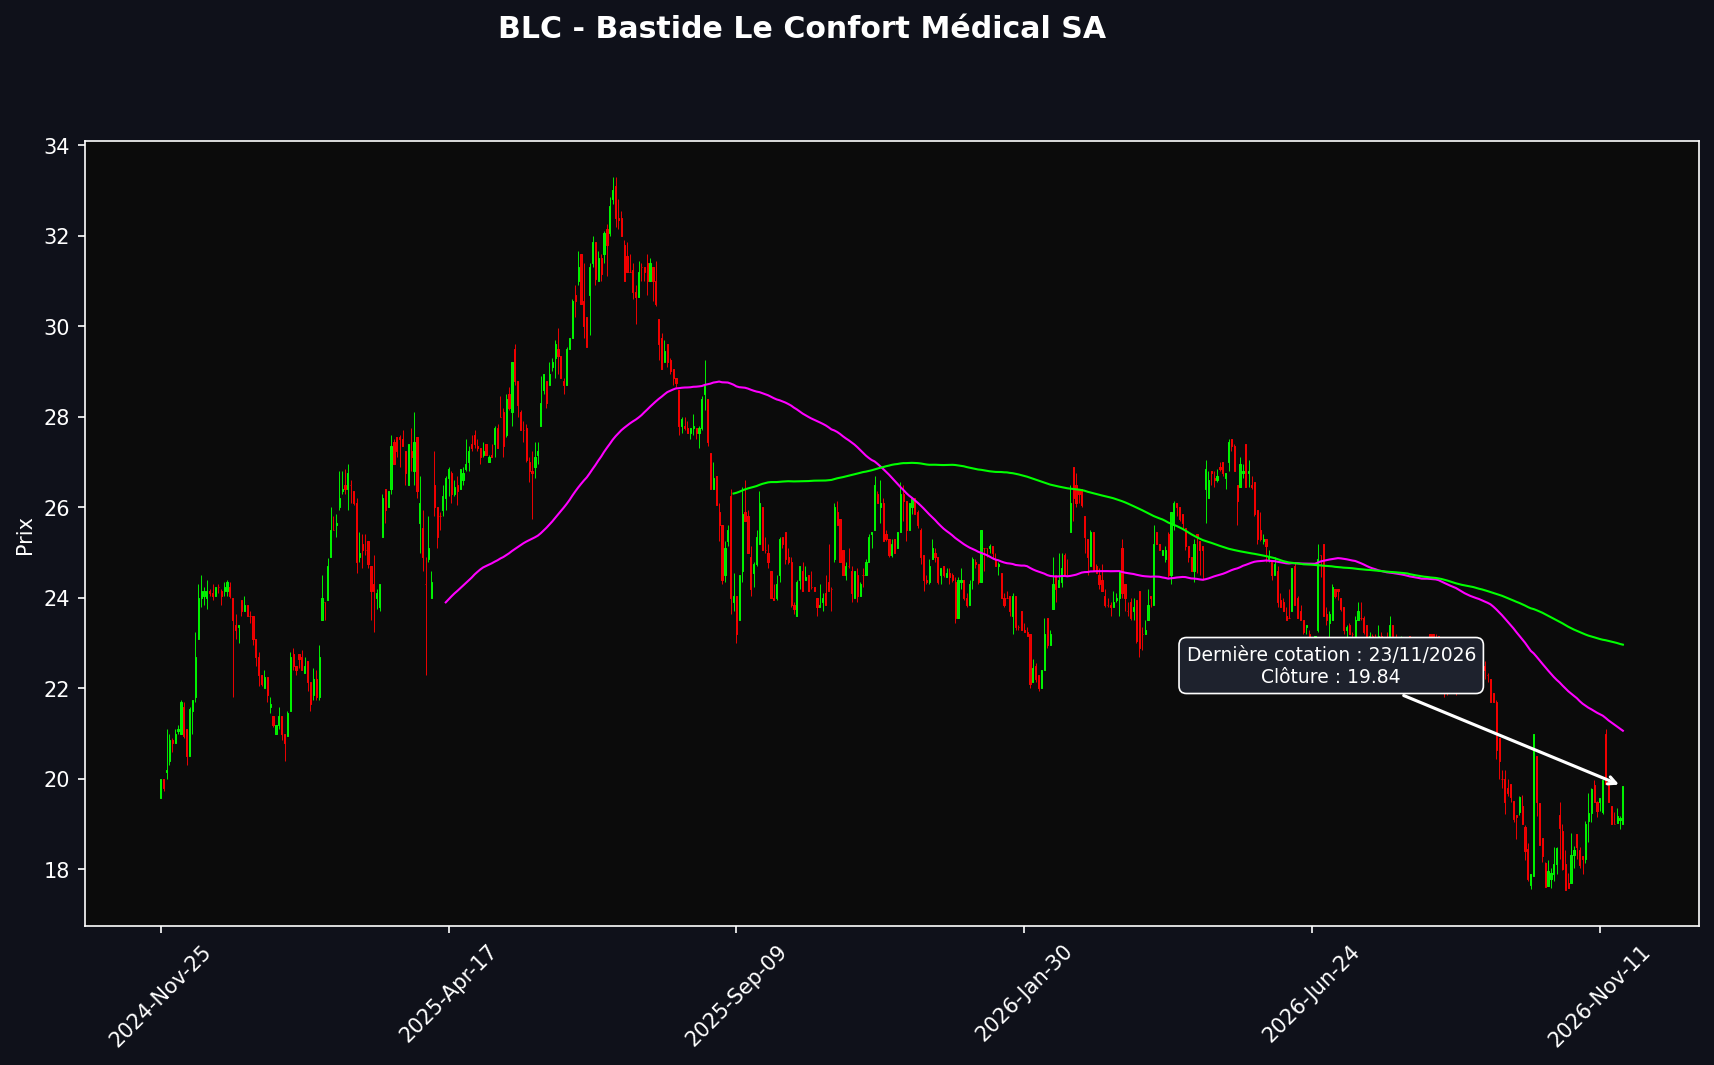 BLC - Bastide Le Confort Médical SA
Prix
34
32
30
28
26
24
22
20
18
Dernière cotation : 23/11/2026
Clôture : 19.84
2024-Nov-25
2025-Apr-17
2025-Sep-09
2026-Jan-30
2026-Jun-24
2026-Nov-11